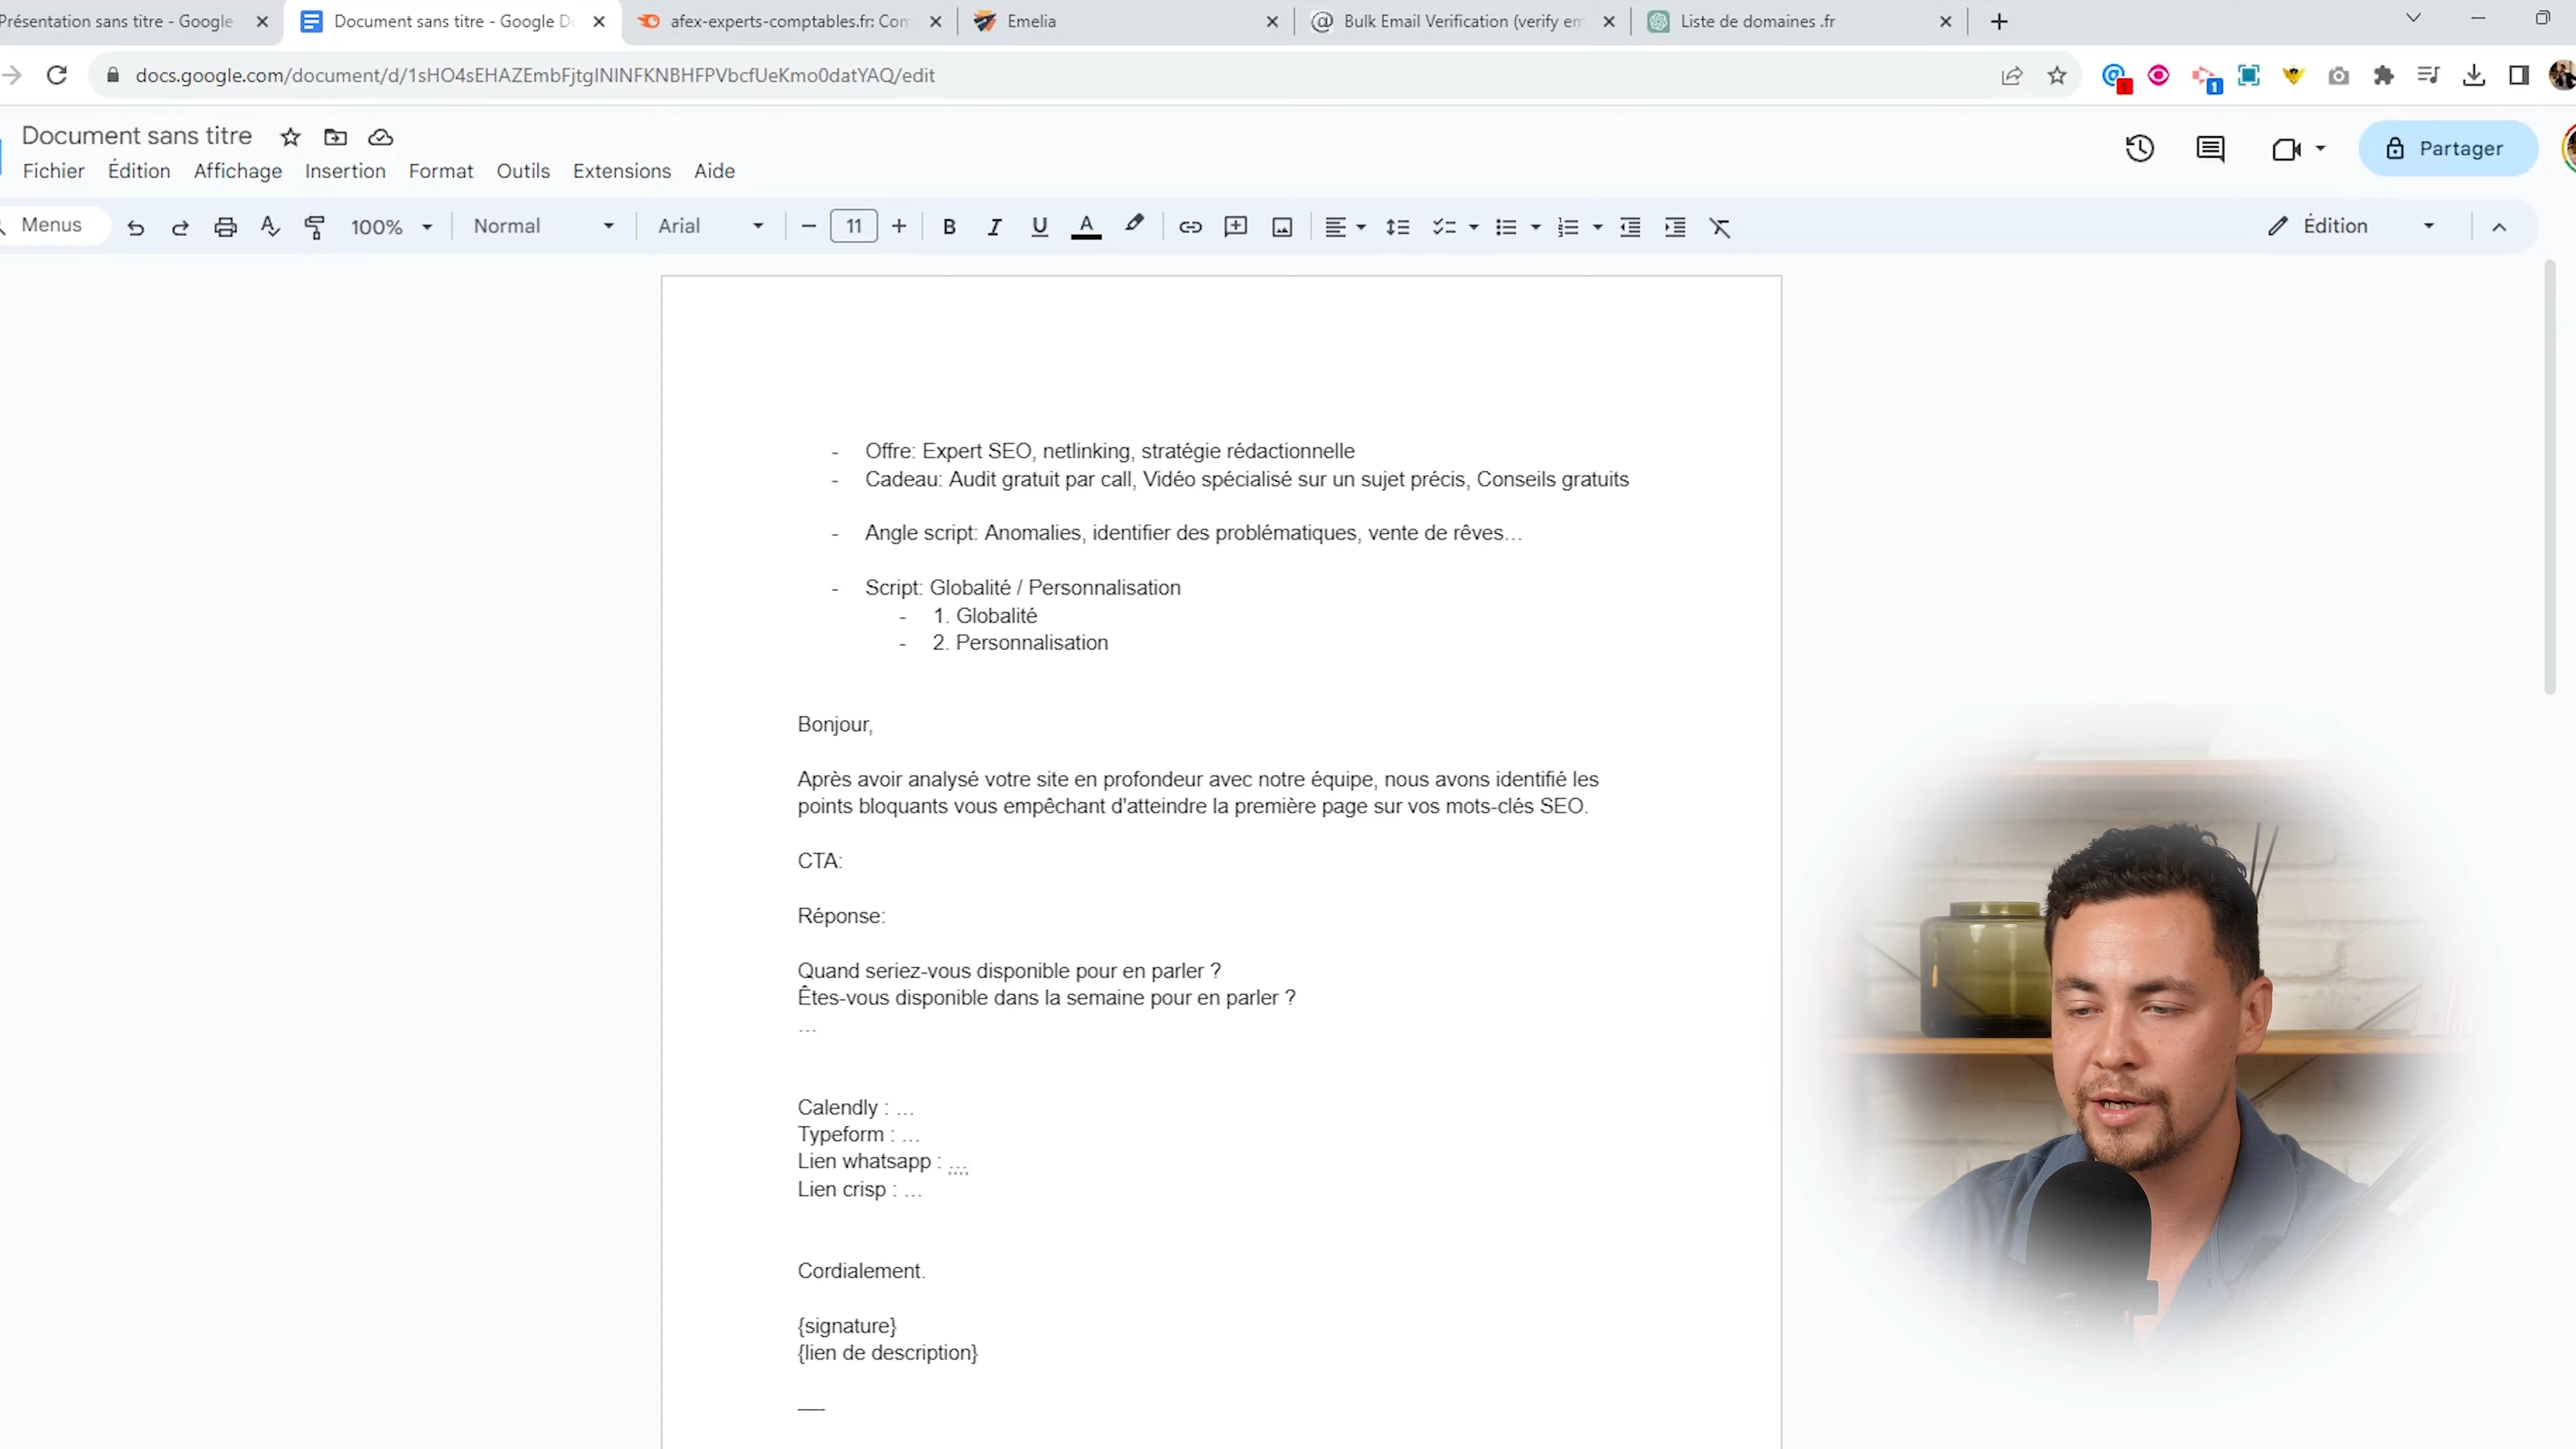 Présentation sans titre - Google
Document sans titre - Google D
afex-experts-comptables.fr: Com
Emelia
Bulk Email Verification (verify em
Liste de domaines .fr
docs.google.com/document/d/1sHO4sEHAZEmbFjtgININFKNBHFPVbcfUeKmo0datYAQ/edit
1
Document sans titre
Partager
Fichier Édition Affichage Insertion Format Outils Extensions Aide
Menus 100% Normal Arial 11 B I U A Édition
- Offre: Expert SEO, netlinking, stratégie rédactionnelle
- Cadeau: Audit gratuit par call, Vidéo spécialisé sur un sujet précis, Conseils gratuits
- Angle script: Anomalies, identifier des problématiques, vente de rêves…
- Script: Globalité / Personnalisation
- 1. Globalité
- 2. Personnalisation
Bonjour,
Après avoir analysé votre site en profondeur avec notre équipe, nous avons identifié les
points bloquants vous empêchant d'atteindre la première page sur vos mots-clés SEO.
CTA:
Réponse:
Quand seriez-vous disponible pour en parler ?
Êtes-vous disponible dans la semaine pour en parler ?
…
Calendly : …
Typeform : …
Lien whatsapp : …
Lien crisp : …
Cordialement.
{signature}
{lien de description}
—-